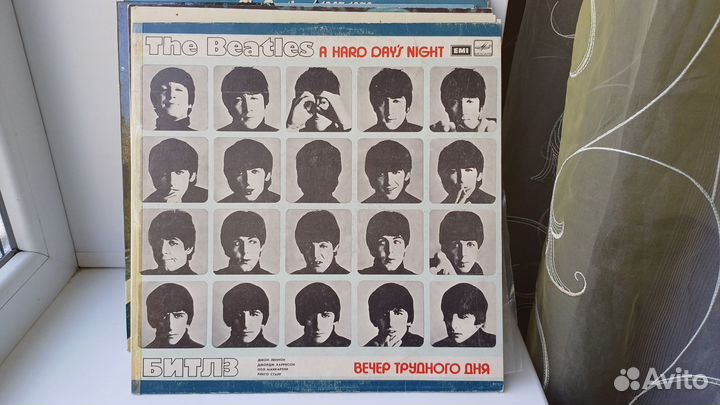 The Beatles A HARD DAY'S NIGHT EMI
БИТЛЗ
ДЖОН ЛЕННОН
ДЖОРДЖ ХАРРИСОН
ПОЛ МАККАРТНИ
РИНГО СТАРР
ВЕЧЕР ТРУДНОГО ДНЯ
Avito